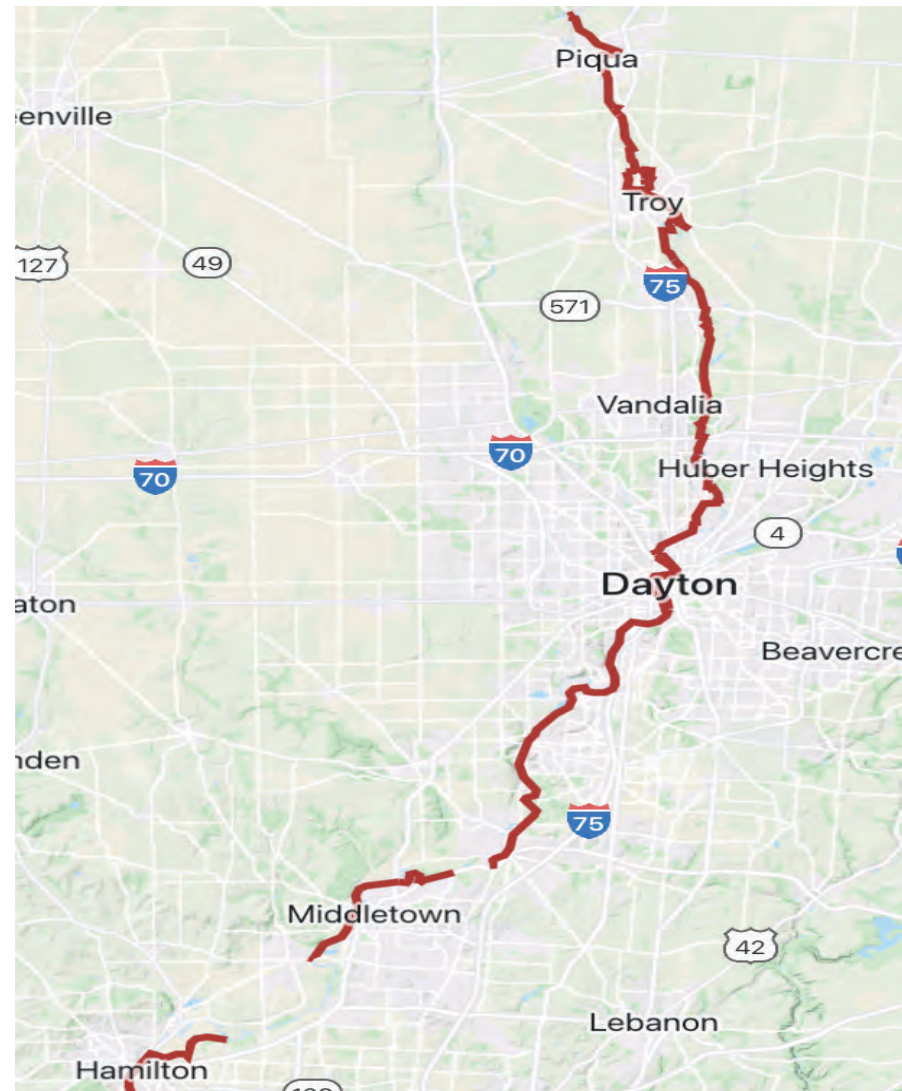 Piqua
eenville
Troy
127
49
75
571
Vandalia
70
70
Huber Heights
4
Dayton
aton
Beavercre
nden
75
Middletown
42
Lebanon
Hamilton